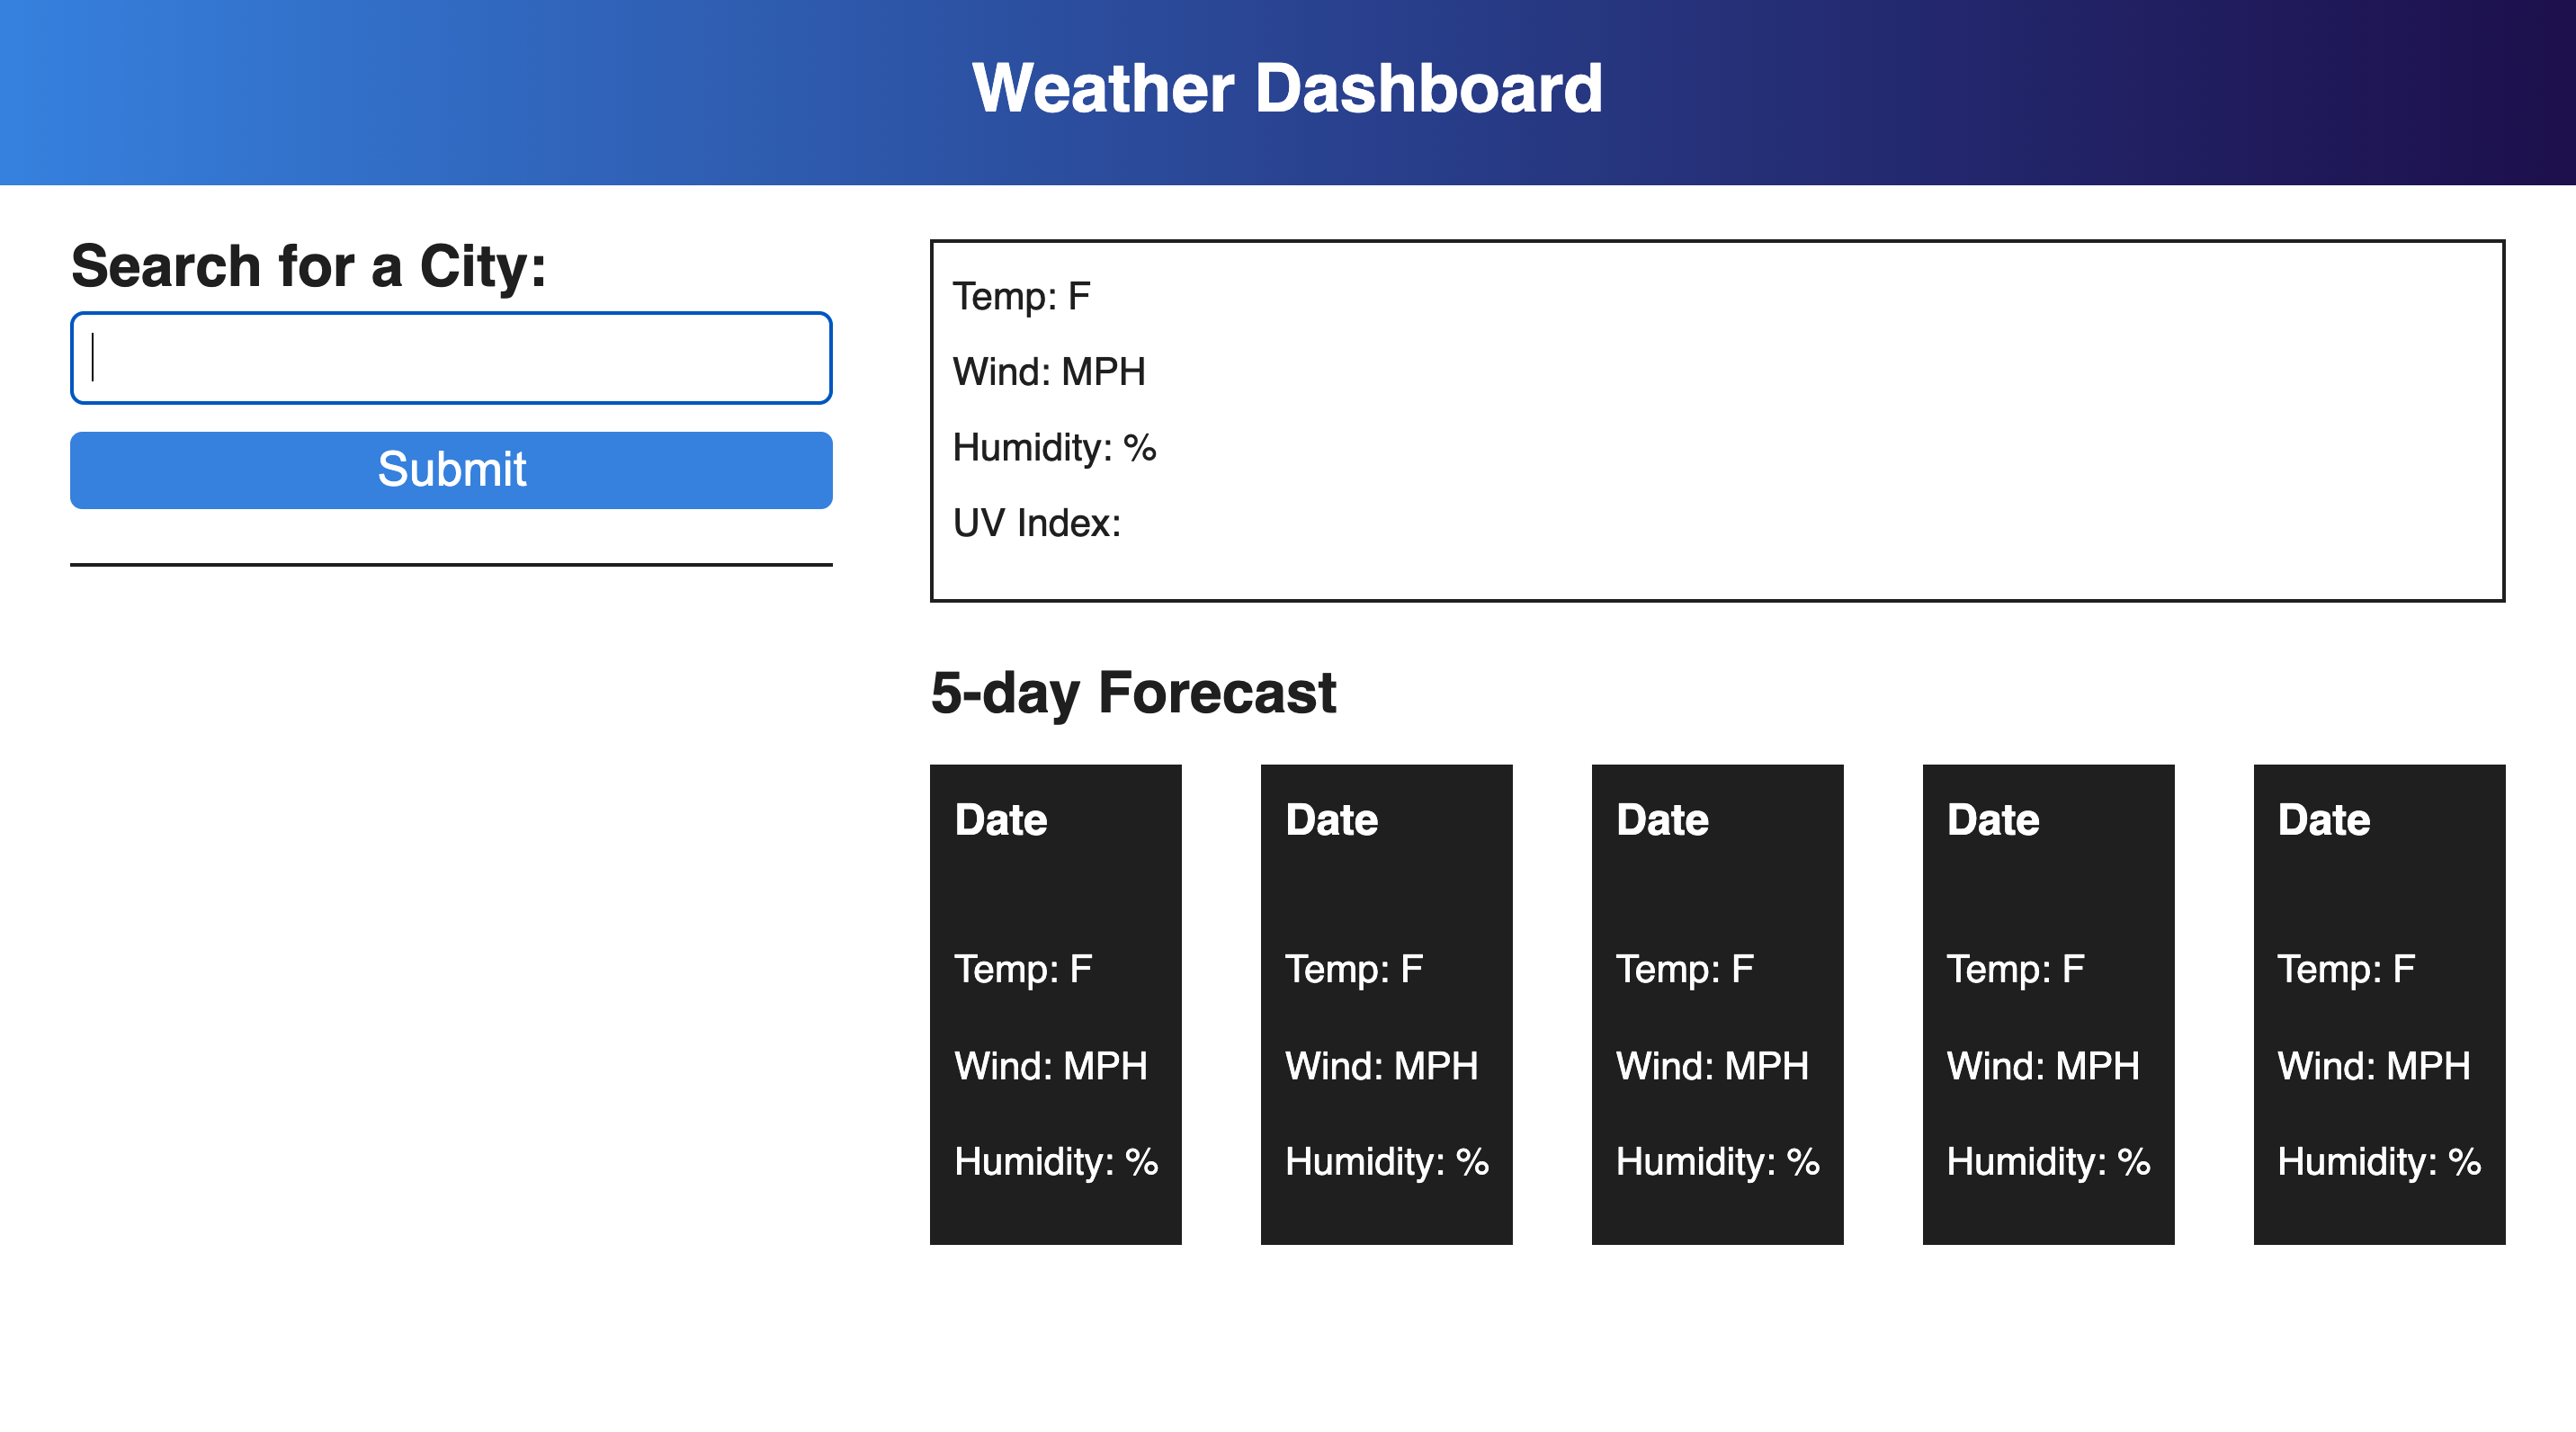 Weather Dashboard
Search for a City:
Submit
Temp: F
Wind: MPH
Humidity: %
UV Index:
5-day Forecast
Date
Temp: F
Wind: MPH
Humidity: %
Date
Temp: F
Wind: MPH
Humidity: %
Date
Temp: F
Wind: MPH
Humidity: %
Date
Temp: F
Wind: MPH
Humidity: %
Date
Temp: F
Wind: MPH
Humidity: %